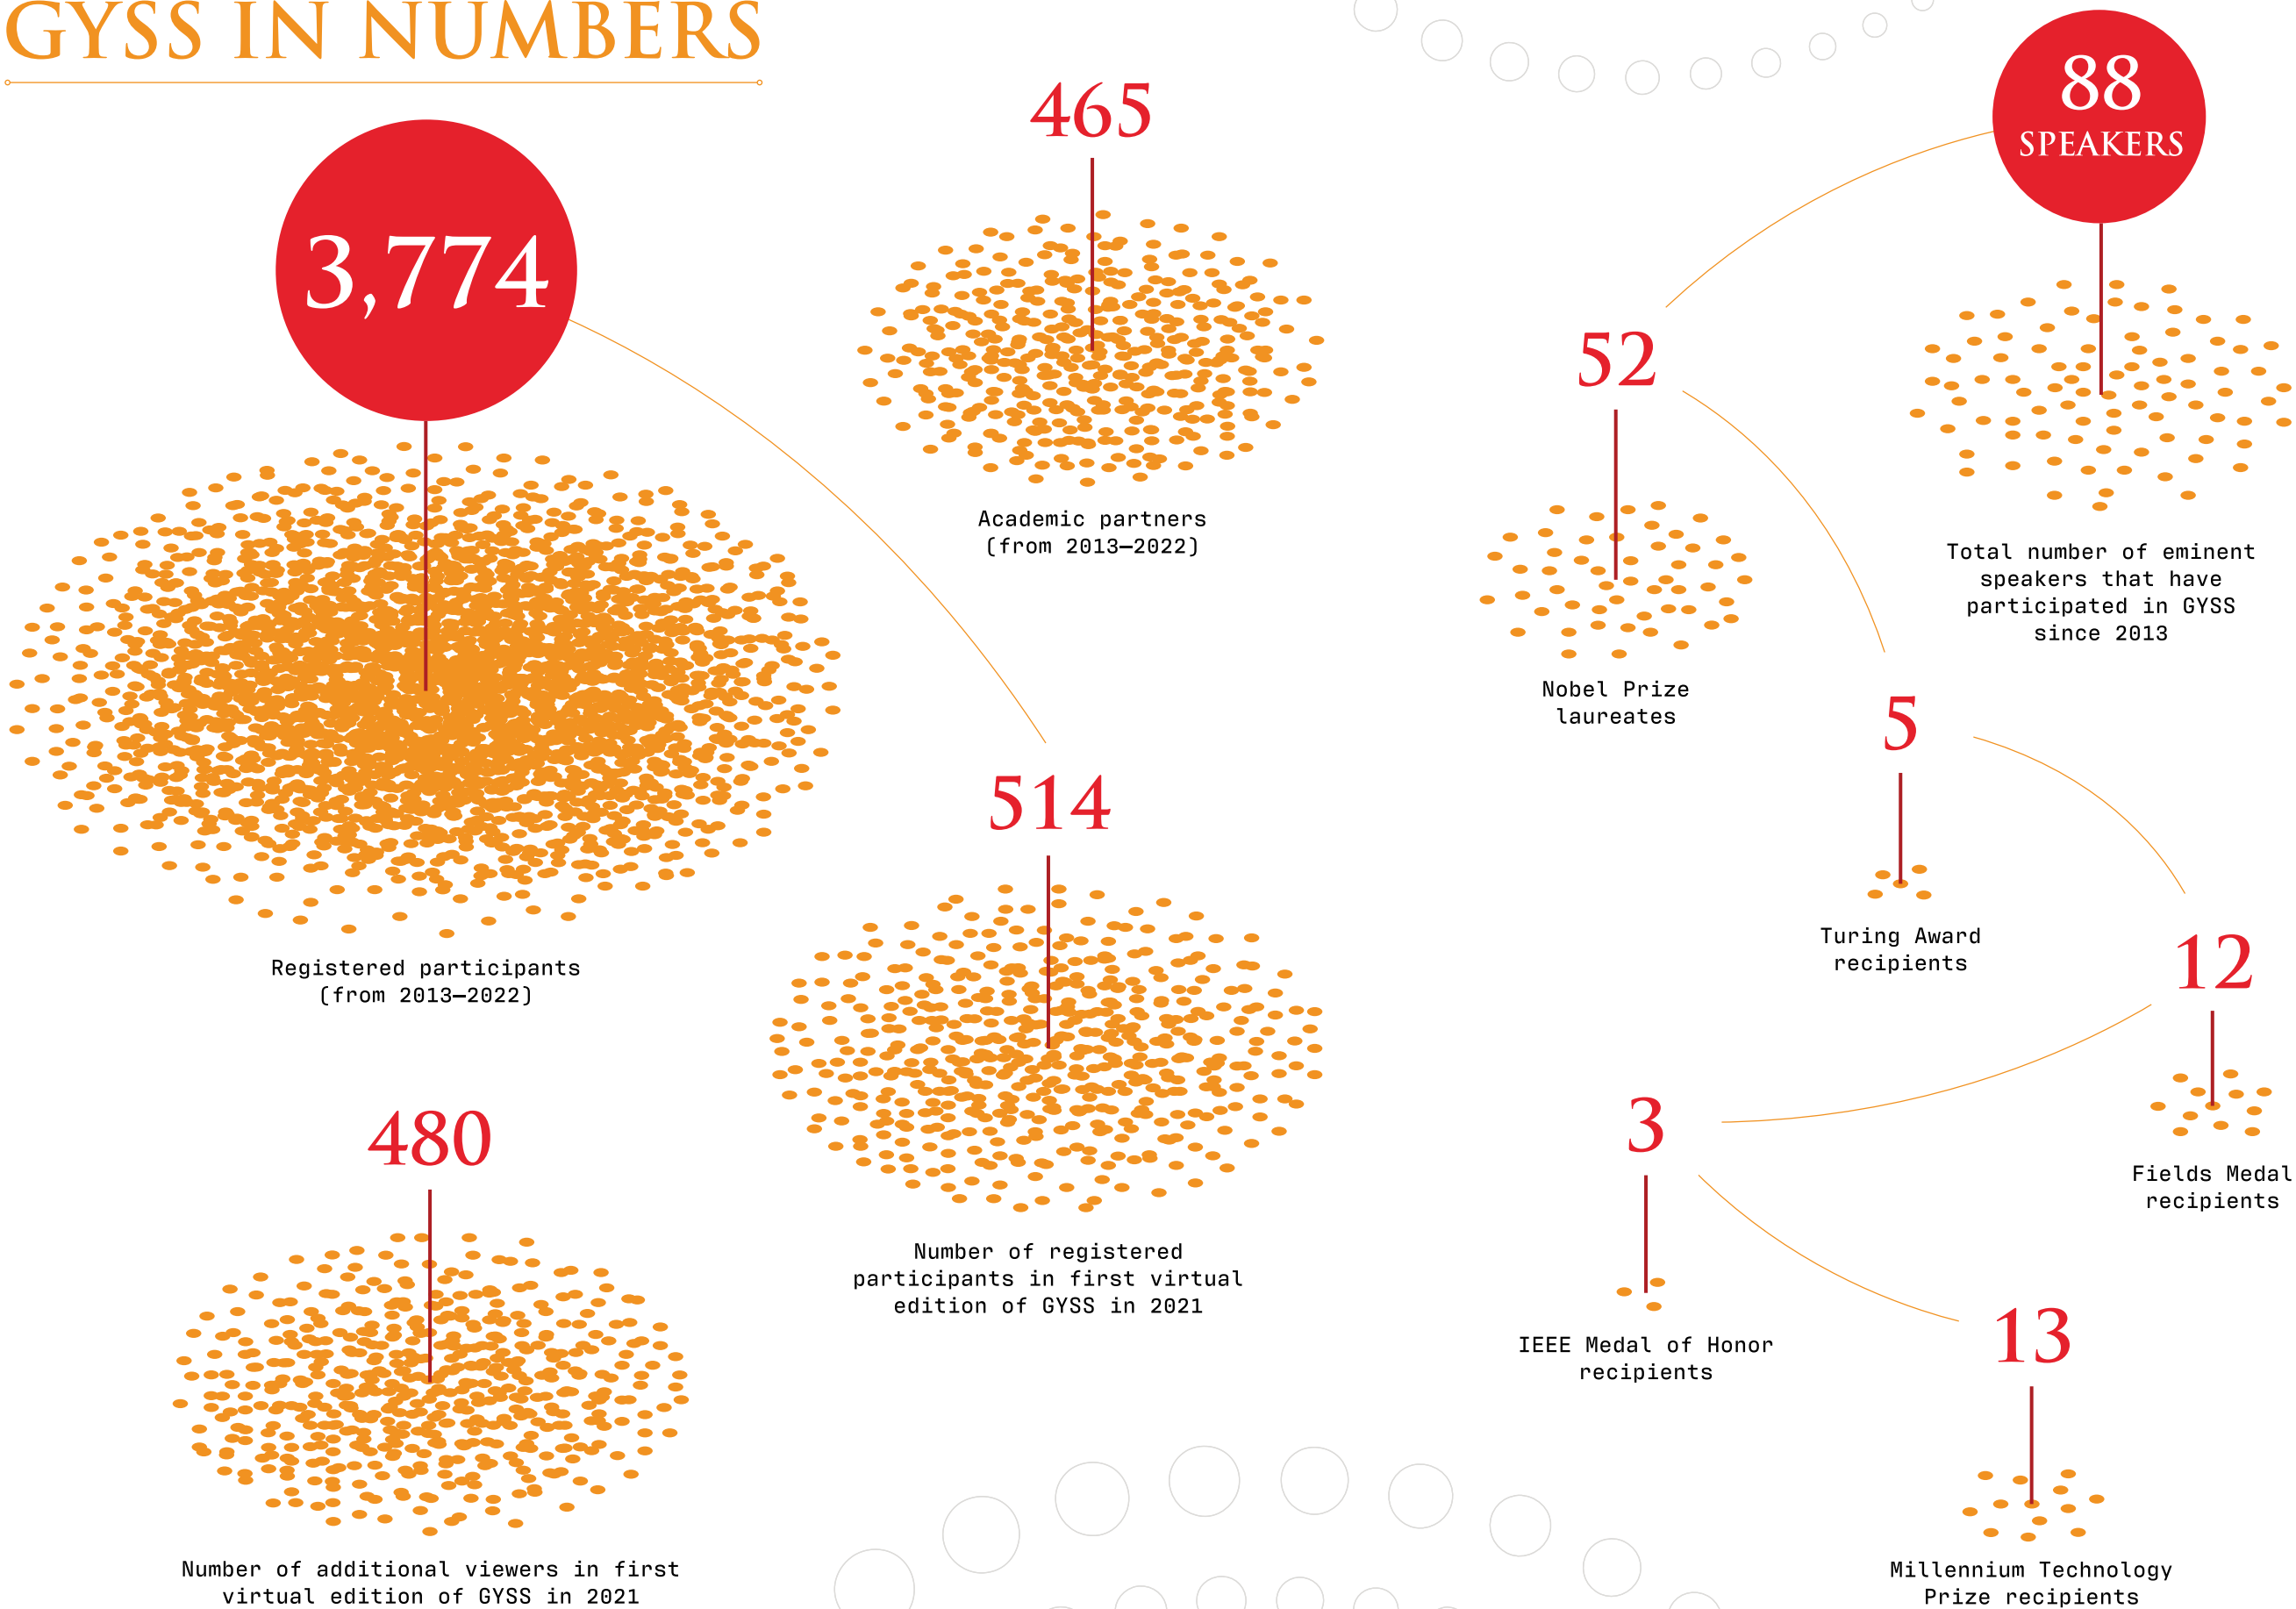 GYSS IN NUMBERS
3,774
Registered participants
(from 2013–2022)
465
Academic partners
(from 2013–2022)
514
Number of registered
participants in first virtual
edition of GYSS in 2021
480
Number of additional viewers in first
virtual edition of GYSS in 2021
88
SPEAKERS
Total number of eminent
speakers that have
participated in GYSS
since 2013
52
Nobel Prize
laureates
5
Turing Award
recipients
12
Fields Medal
recipients
3
IEEE Medal of Honor
recipients
13
Millennium Technology
Prize recipients